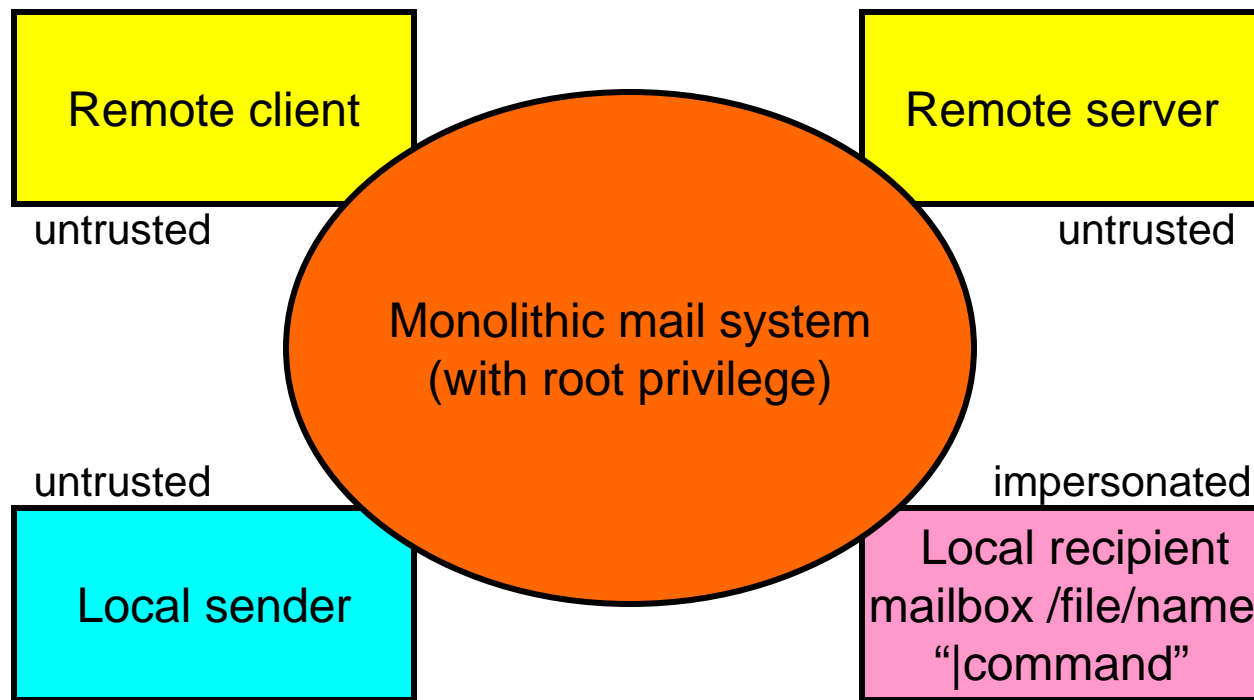 Remote client
Remote server
untrusted
untrusted
Monolithic mail system
(with root privilege)
untrusted
impersonated
Local sender
Local recipient
mailbox /file/name
“|command”